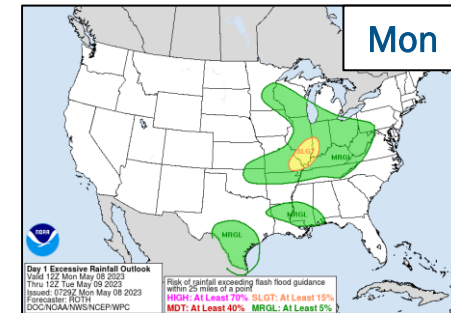 Mon
SLGT
MRGL
MRGL
MRGL
noaa
Day 1 Excessive Rainfall Outlook
Valid 12Z Mon May 08 2023
Thru 12Z Tue May 09 2023
Issued: 0729Z Mon May 08 2023
Forecaster: ROTH
DOC/NOAA/NWS/NCEP/WPC
Risk of rainfall exceeding flash flood guidance
within 25 miles of a point
HIGH: At Least 70% SLGT: At Least 15%
MDT: At Least 40% MRGL: At Least 5%